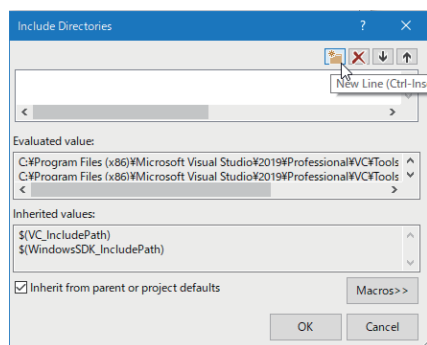 Include Directories
New Line (Ctrl-Ins
Evaluated value:
C:¥Program Files (x86)¥Microsoft Visual Studio¥2019¥Professional¥VC¥Tools
C:¥Program Files (x86)¥Microsoft Visual Studio¥2019¥Professional¥VC¥Tools
Inherited values:
$(VC_IncludePath)
$(WindowsSDK_IncludePath)
Inherit from parent or project defaults
Macros>>
OK
Cancel